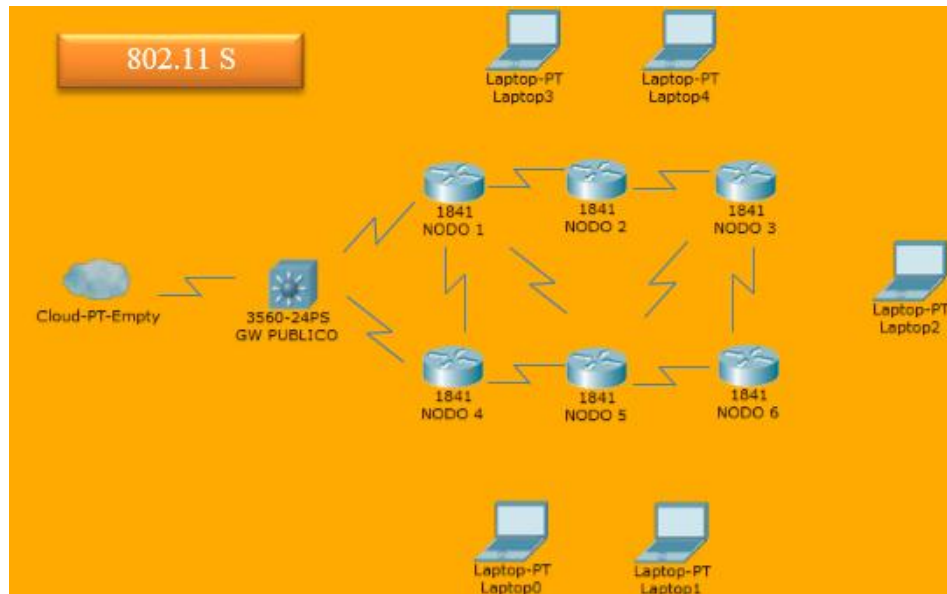 802.11 S
Laptop-PT
Laptop3
Laptop-PT
Laptop4
1841
NODO 1
1841
NODO 2
1841
NODO 3
Cloud-PT-Empty
3560-24PS
GW PUBLICO
Laptop-PT
Laptop2
1841
NODO 4
1841
NODO 5
1841
NODO 6
Laptop-PT
Laptop0
Laptop-PT
Laptop1